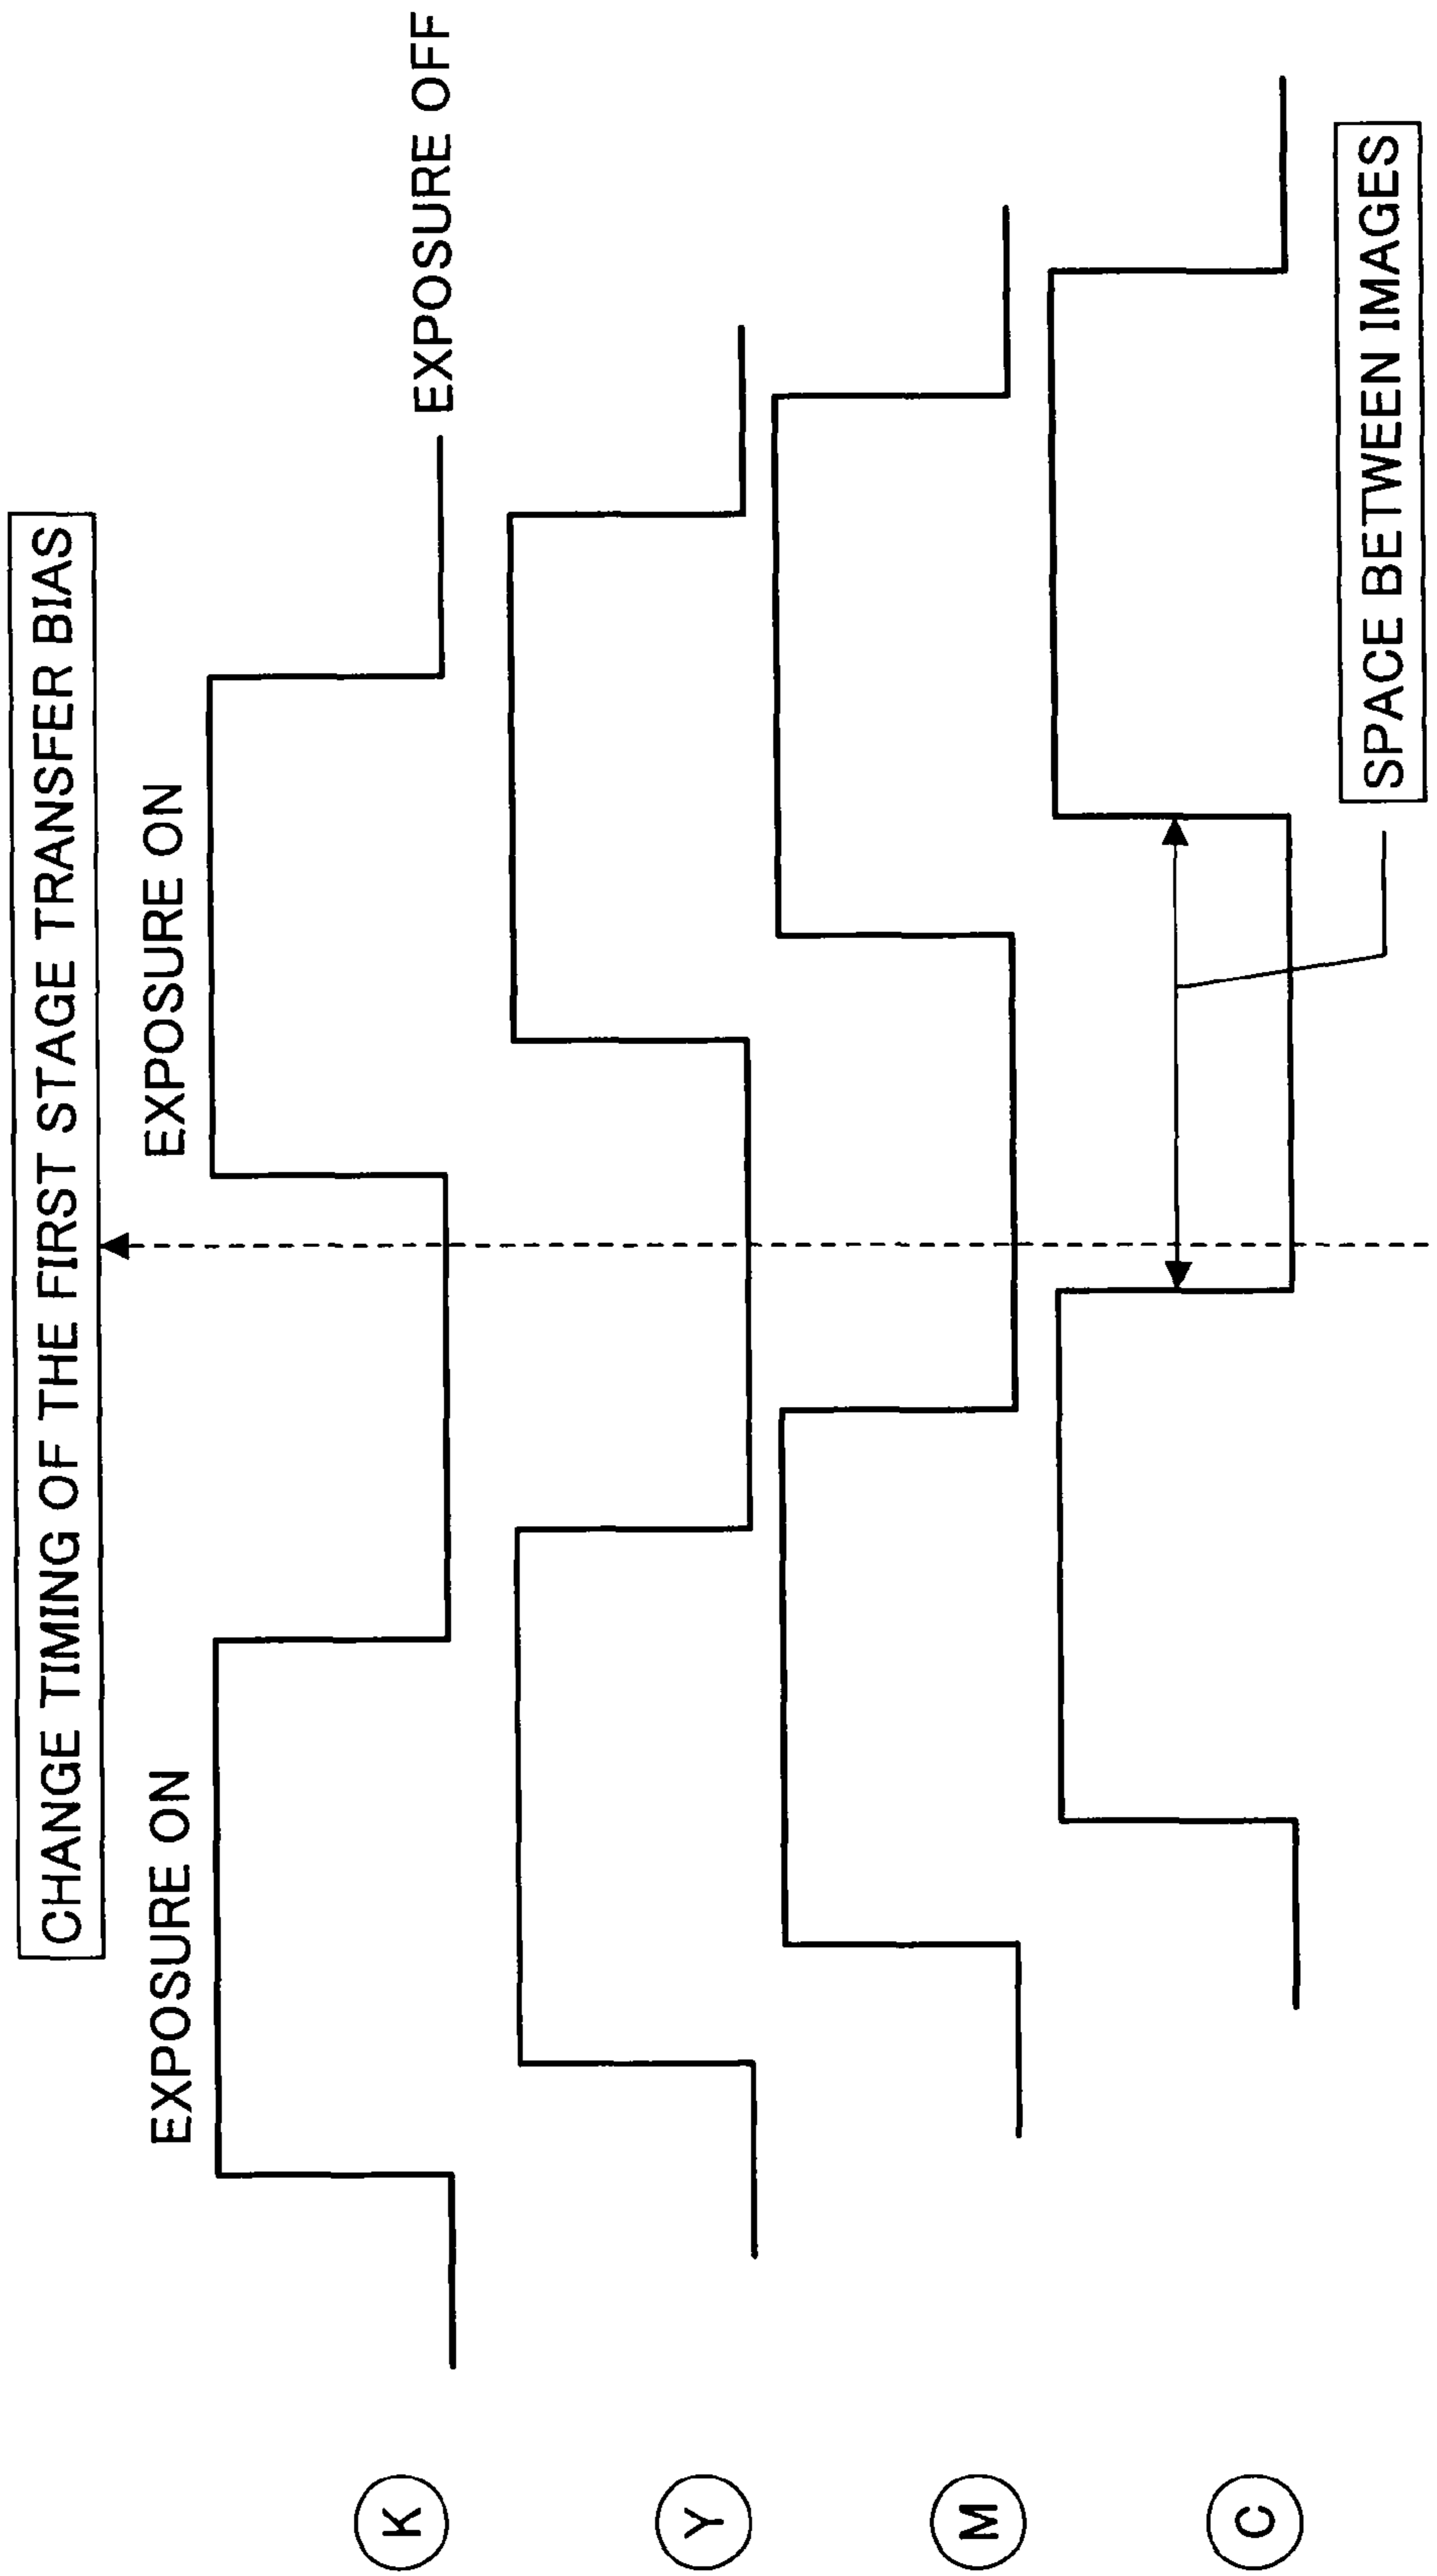 CHANGE TIMING OF THE FIRST STAGE TRANSFER BIAS
EXPOSURE ON
EXPOSURE ON
EXPOSURE OFF
K
Y
M
C
SPACE BETWEEN IMAGES